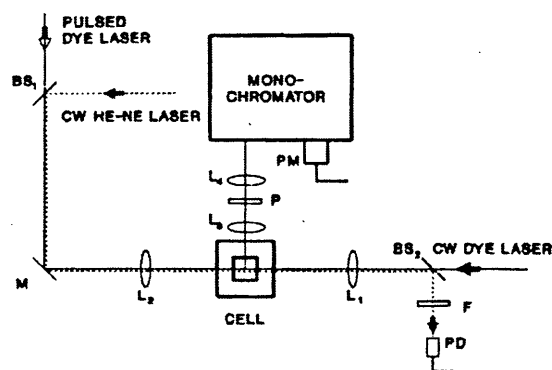 PULSED
DYE LASER
BS₁
CW HE-NE LASER
MONO-
CHROMATOR
PM
L₄
P
L₃
M
L₂
CELL
L₁
BS₂
CW DYE LASER
F
PD